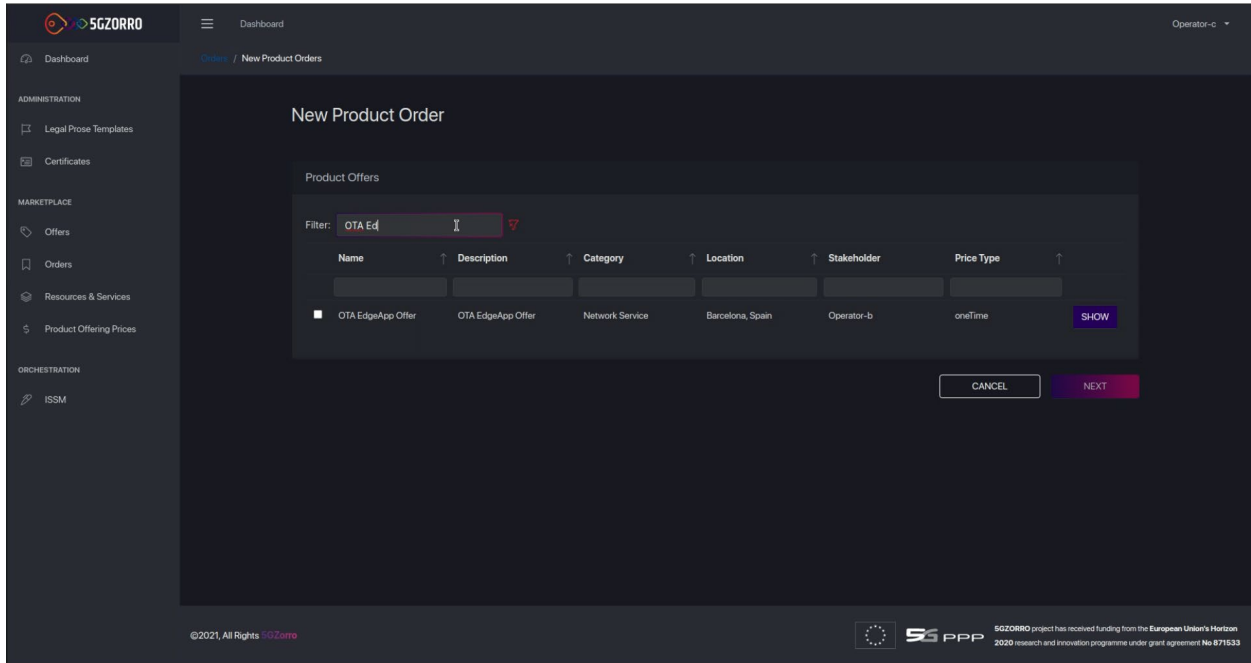 5GZORRO
Dashboard
Operator-c
Dashboard
Orders / New Product Orders
ADMINISTRATION
Legal Prose Templates
Certificates
MARKETPLACE
Offers
Orders
Resources & Services
Product Offering Prices
ORCHESTRATION
ISSM
New Product Order
Product Offers
Filter: OTA Ed
Name Description Category Location Stakeholder Price Type
OTA EdgeApp Offer OTA EdgeApp Offer Network Service Barcelona, Spain Operator-b oneTime SHOW
CANCEL NEXT
©2021, All Rights 5GZorro
5G PPP
5GZORRO project has received funding from the European Union's Horizon
2020 research and innovation programme under grant agreement No 871533